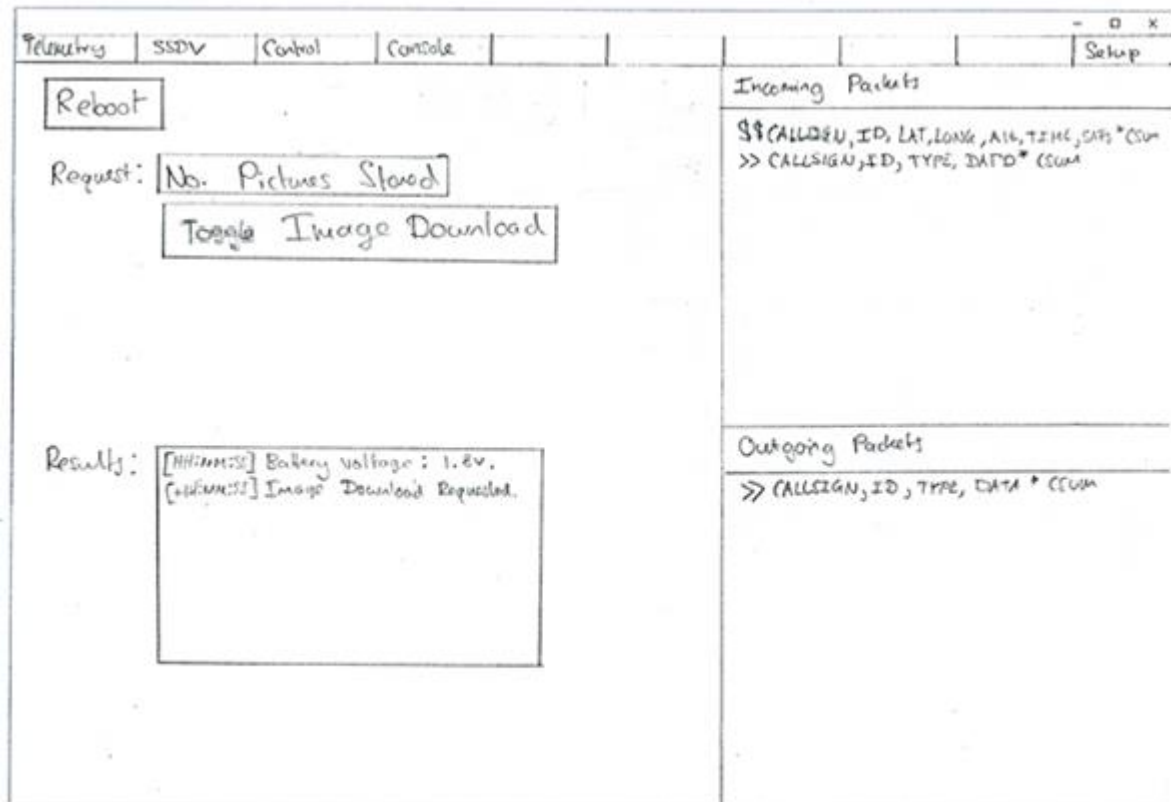 Telemetry SSDV Control Console Setup
Reboot
Request: No. Pictures Stored
Toggle Image Download
Results: [HH:MM:SS] Battery voltage: 1.8v.
[HH:MM:SS] Image Download Requested.
Incoming Packets
$$CALLSIGN,ID, LAT,LONG, Alt, TIME, *CSUM
>> CALLSIGN,ID, TYPE, * CSUM
Outgoing Packets
>> CALLSIGN, ID, TYPE, DATA * CSUM